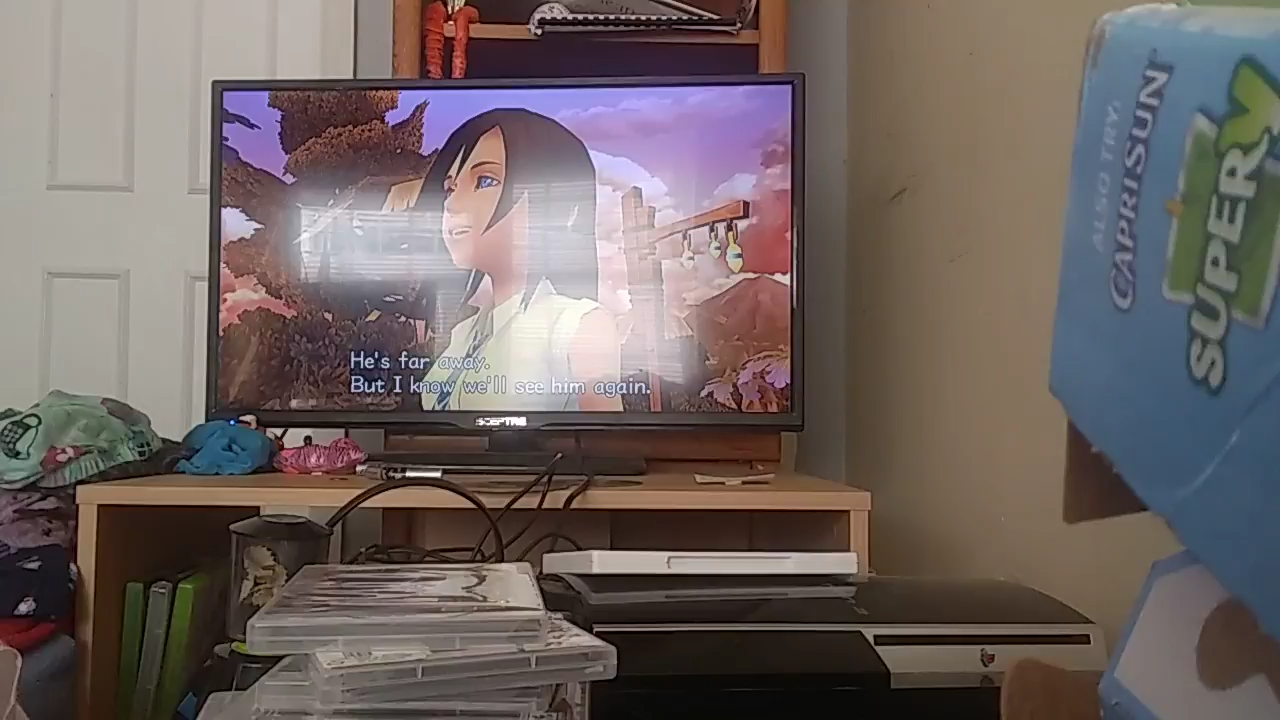 He's far away.
But I know we'll see him again.
SCEPTRE
ALSO TRY,
CAPRISUN
SUPER V